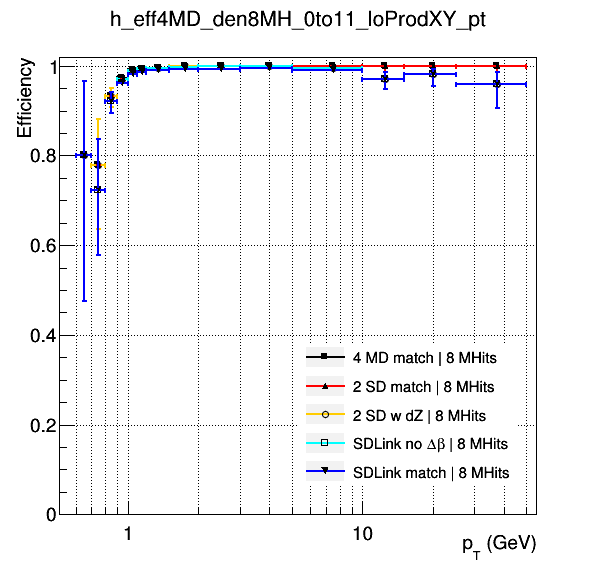 h_eff4MD_den8MH_0to11_loProdXY_pt
Efficiency
1
0.8
0.6
0.4
0.2
0
4 MD match | 8 MHits
2 SD match | 8 MHits
2 SD w dZ | 8 MHits
SDLink no Δβ | 8 MHits
SDLink match | 8 MHits
1 10
p_T (GeV)